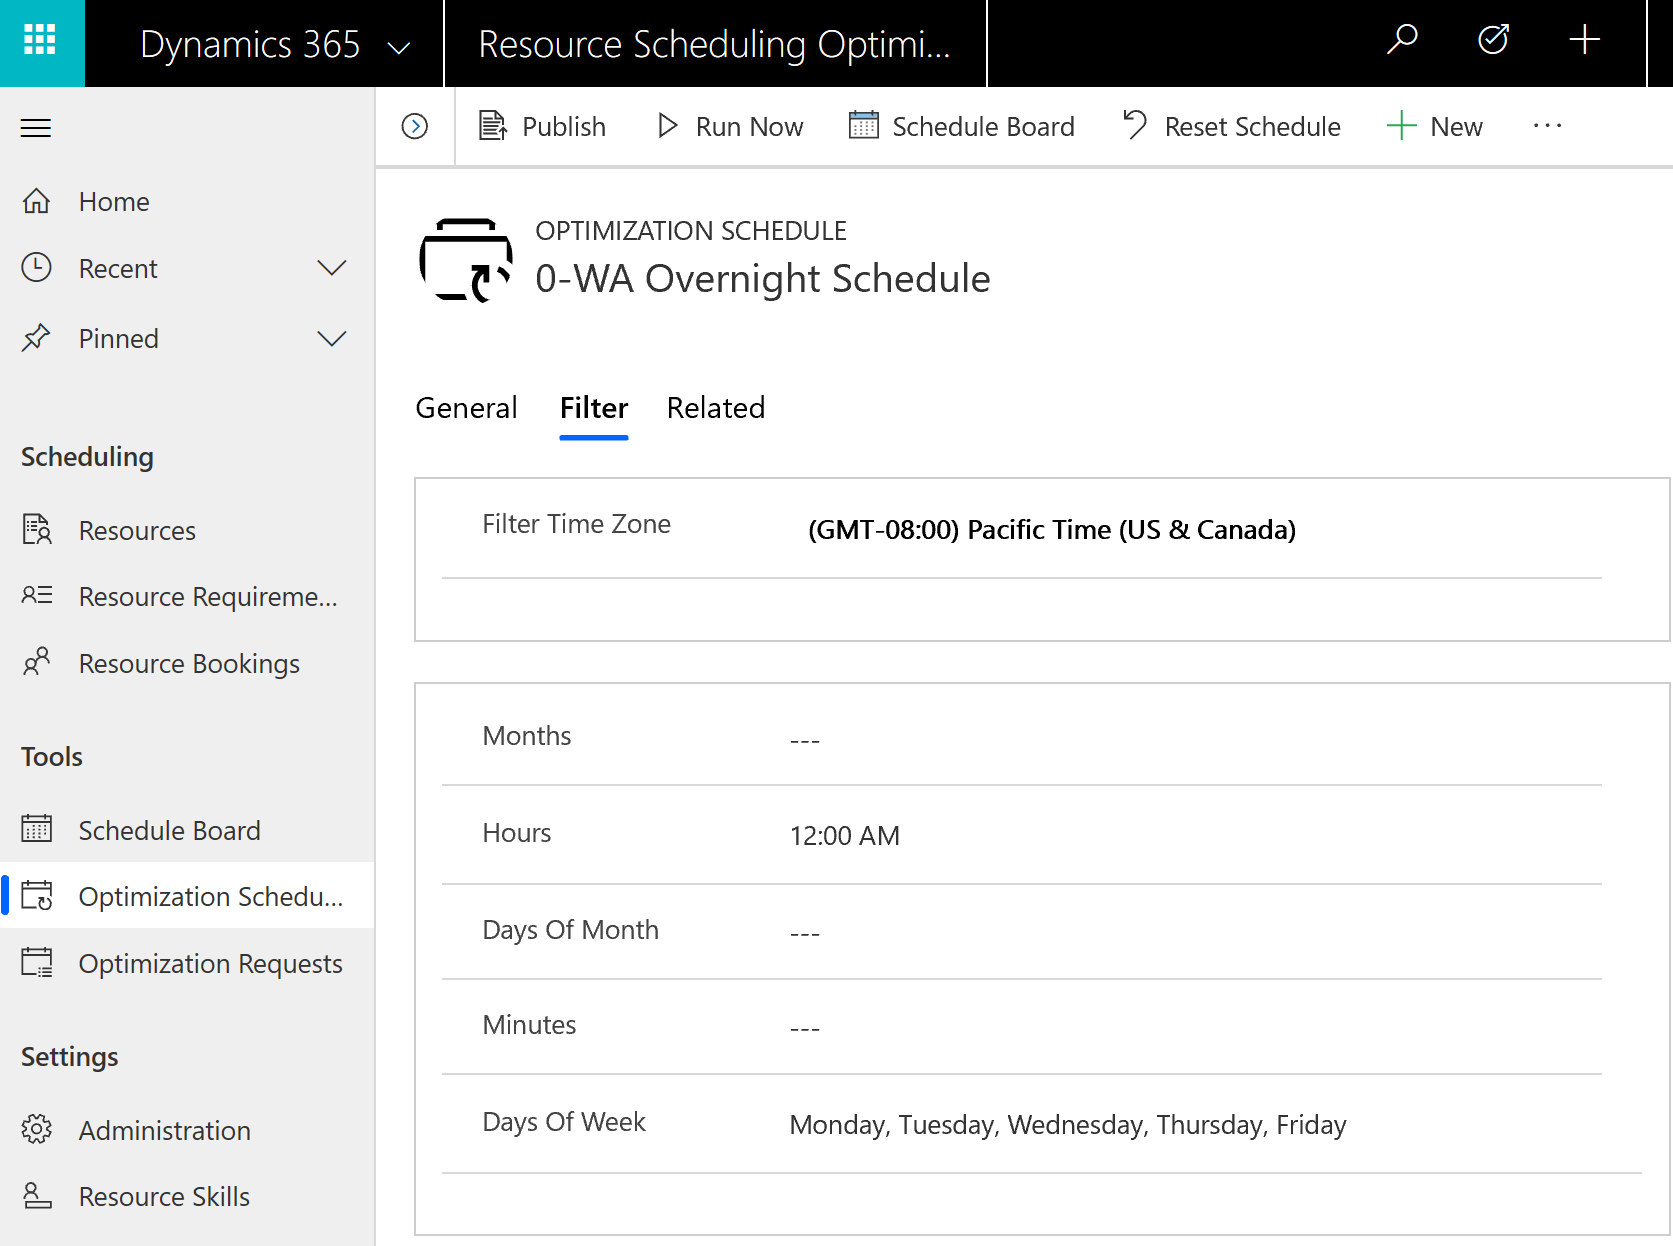 Dynamics 365
Resource Scheduling Optimi...
Publish
Run Now
Schedule Board
Reset Schedule
New
Home
Recent
Pinned
Scheduling
Resources
Resource Requireme...
Resource Bookings
Tools
Schedule Board
Optimization Schedu...
Optimization Requests
Settings
Administration
Resource Skills
OPTIMIZATION SCHEDULE
0-WA Overnight Schedule
General Filter Related
Filter Time Zone (GMT-08:00) Pacific Time (US & Canada)
Months ---
Hours 12:00 AM
Days Of Month ---
Minutes ---
Days Of Week Monday, Tuesday, Wednesday, Thursday, Friday